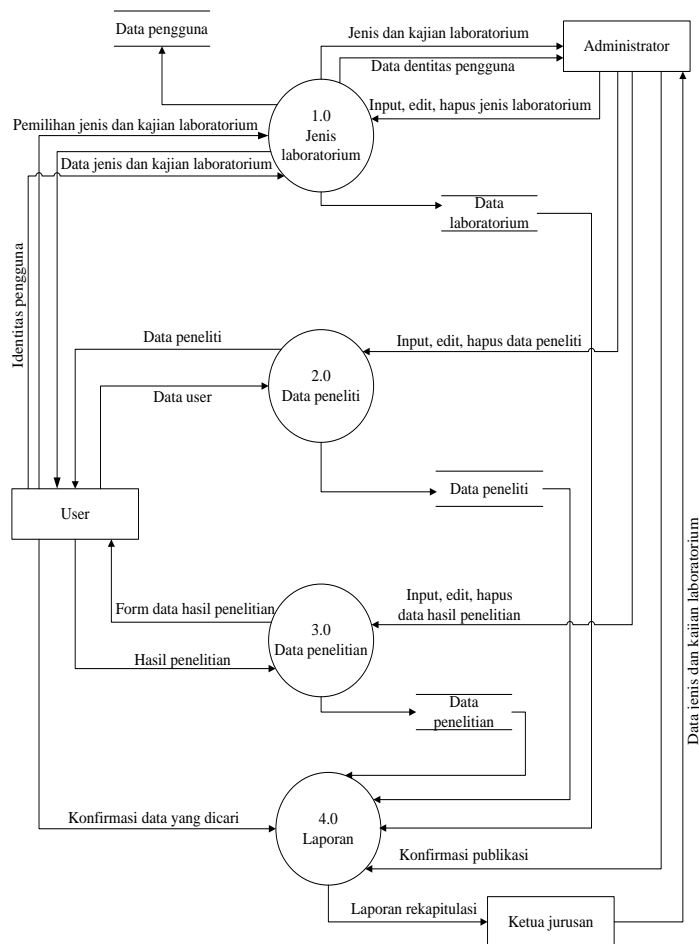 Data pengguna
Jenis dan kajian laboratorium
Administrator
Data dentitas pengguna
1.0
Jenis
laboratorium
Input, edit, hapus jenis laboratorium
Pemilihan jenis dan kajian laboratorium
Data jenis dan kajian laboratorium
Data
laboratorium
Identitas pengguna
Data peneliti
Input, edit, hapus data peneliti
2.0
Data peneliti
Data user
Data peneliti
User
Data jenis dan kajian laboratorium
Form data hasil penelitian
Input, edit, hapus
data hasil penelitian
3.0
Data penelitian
Hasil penelitian
Data
penelitian
4.0
Laporan
Konfirmasi data yang dicari
Konfirmasi publikasi
Laporan rekapitulasi
Ketua jurusan